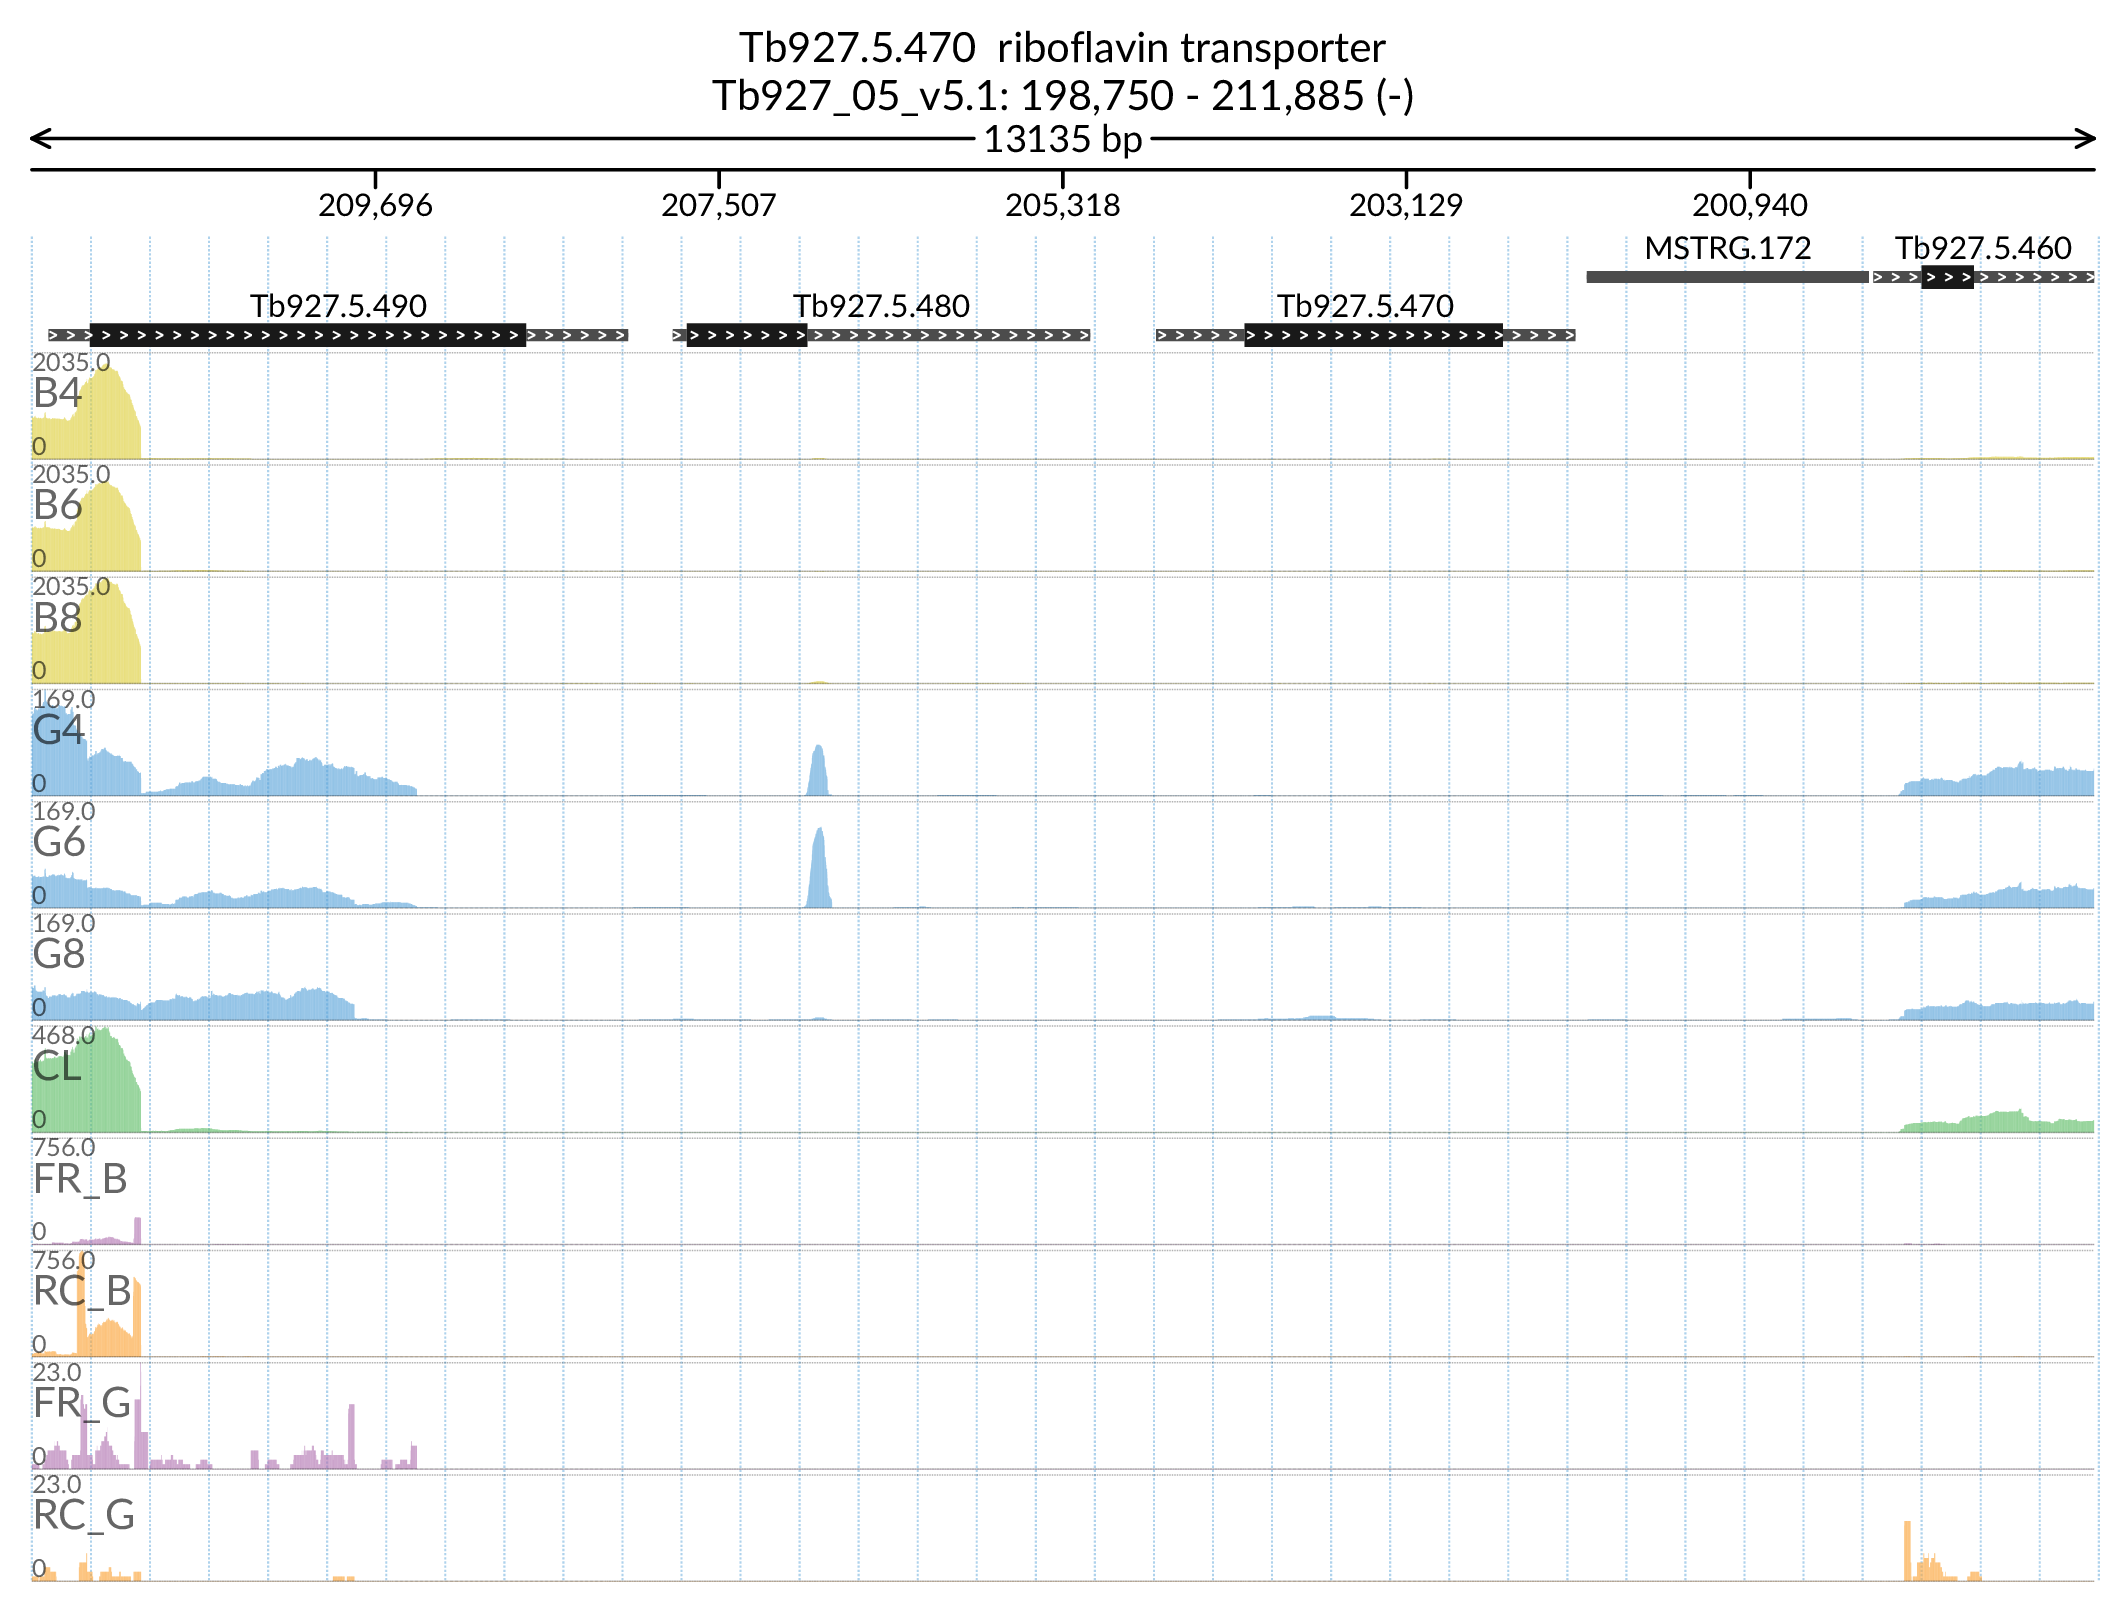 Tb927.5.470  riboflavin transporter
Tb927_05_v5.1: 198,750 - 211,885 (-)
13135 bp
209,696 207,507 205,318 203,129 200,940
MSTRG.172 Tb927.5.460
Tb927.5.490 Tb927.5.480 Tb927.5.470
2035.0
B4
0
2035.0
B6
0
2035.0
B8
0
169.0
G4
0
169.0
G6
0
169.0
G8
0
468.0
CL
0
756.0
FR_B
0
756.0
RC_B
0
23.0
FR_G
0
23.0
RC_G
0